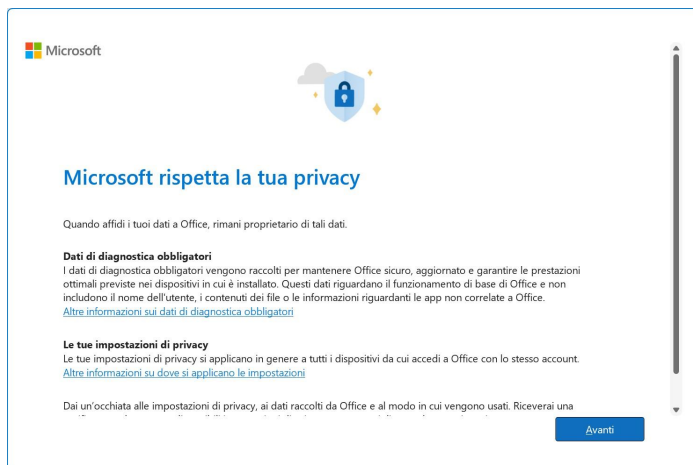 Microsoft
Microsoft rispetta la tua privacy
Quando affidi i tuoi dati a Office, rimani proprietario di tali dati.
Dati di diagnostica obbligatori
I dati di diagnostica obbligatori vengono raccolti per mantenere Office sicuro, aggiornato e garantire le prestazioni
ottimali previste nei dispositivi in cui è installato. Questi dati riguardano il funzionamento di base di Office e non
includono il nome dell'utente, i contenuti dei file o le informazioni riguardanti le app non correlate a Office.
Altre informazioni sui dati di diagnostica obbligatori
Le tue impostazioni di privacy
Le tue impostazioni di privacy si applicano in genere a tutti i dispositivi da cui accedi a Office con lo stesso account.
Altre informazioni su dove si applicano le impostazioni
Dai un'occhiata alle impostazioni di privacy, ai dati raccolti da Office e al modo in cui vengono usati. Riceverai una
Avanti